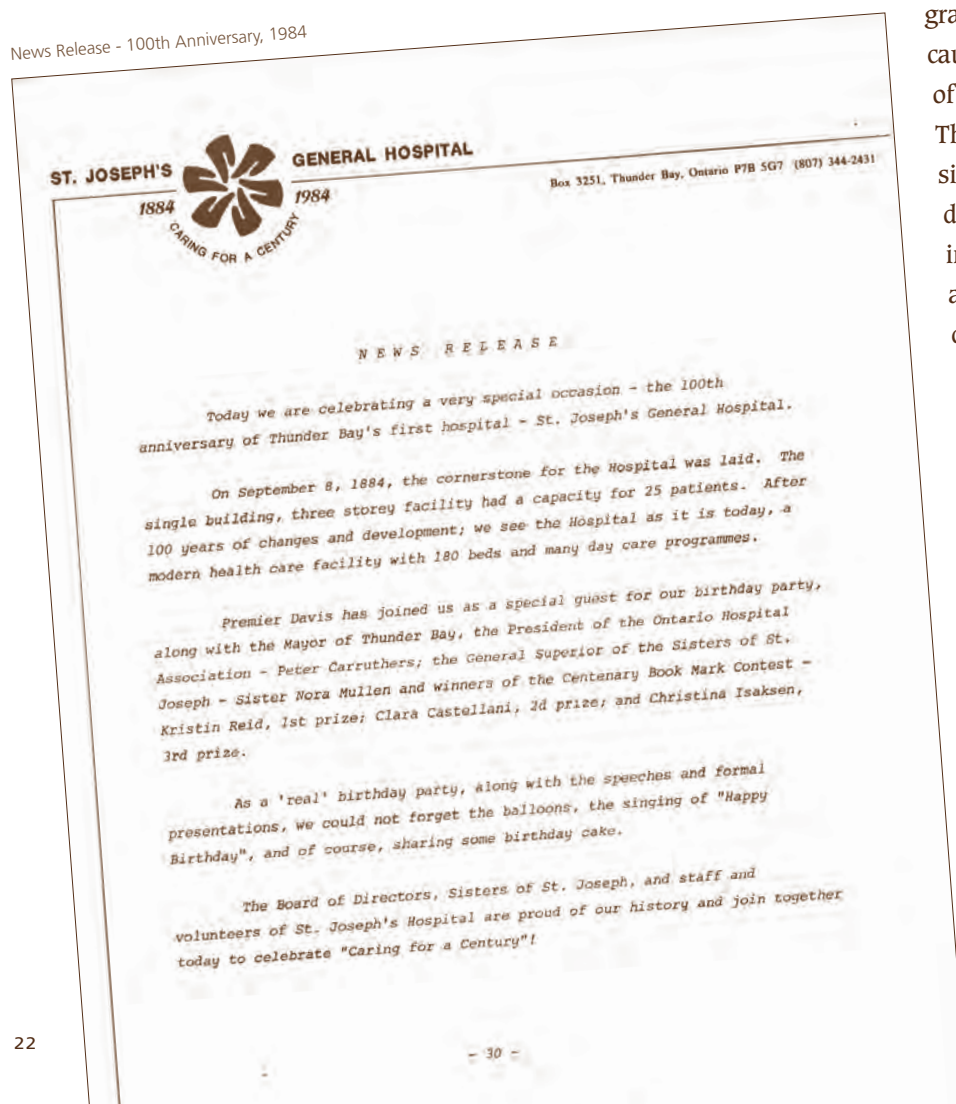 News Release - 100th Anniversary, 1984
ST. JOSEPH'S GENERAL HOSPITAL
1884 1984
CARING FOR A CENTURY
Box 3251, Thunder Bay, Ontario P7B 5G7 (807) 344-2431
NEWS RELEASE
Today we are celebrating a very special occasion - the 100th
anniversary of Thunder Bay's first hospital - St. Joseph's General Hospital.
On September 8, 1884, the cornerstone for the Hospital was laid. The
single building, three storey facility had a capacity for 25 patients. After
100 years of changes and development; we see the Hospital as it is today, a
modern health care facility with 180 beds and many day care programmes.
Premier Davis has joined us as a special guest for our birthday party,
along with the Mayor of Thunder Bay, the President of the Ontario Hospital
Association - Peter Carruthers; the General Superior of the Sisters of St.
Joseph - Sister Nora Mullen and winners of the Centenary Book Mark Contest -
Kristin Reid, 1st prize; Clara Castellani, 2d prize; and Christina Isaksen,
3rd prize.
As a 'real' birthday party, along with the speeches and formal
presentations, we could not forget the balloons, the singing of "Happy
Birthday", and of course, sharing some birthday cake.
The Board of Directors, Sisters of St. Joseph, and staff and
volunteers of St. Joseph's Hospital are proud of our history and join together
today to celebrate "Caring for a Century"!
- 30 -
22
gra
cau
of
Th
si
d
in
a